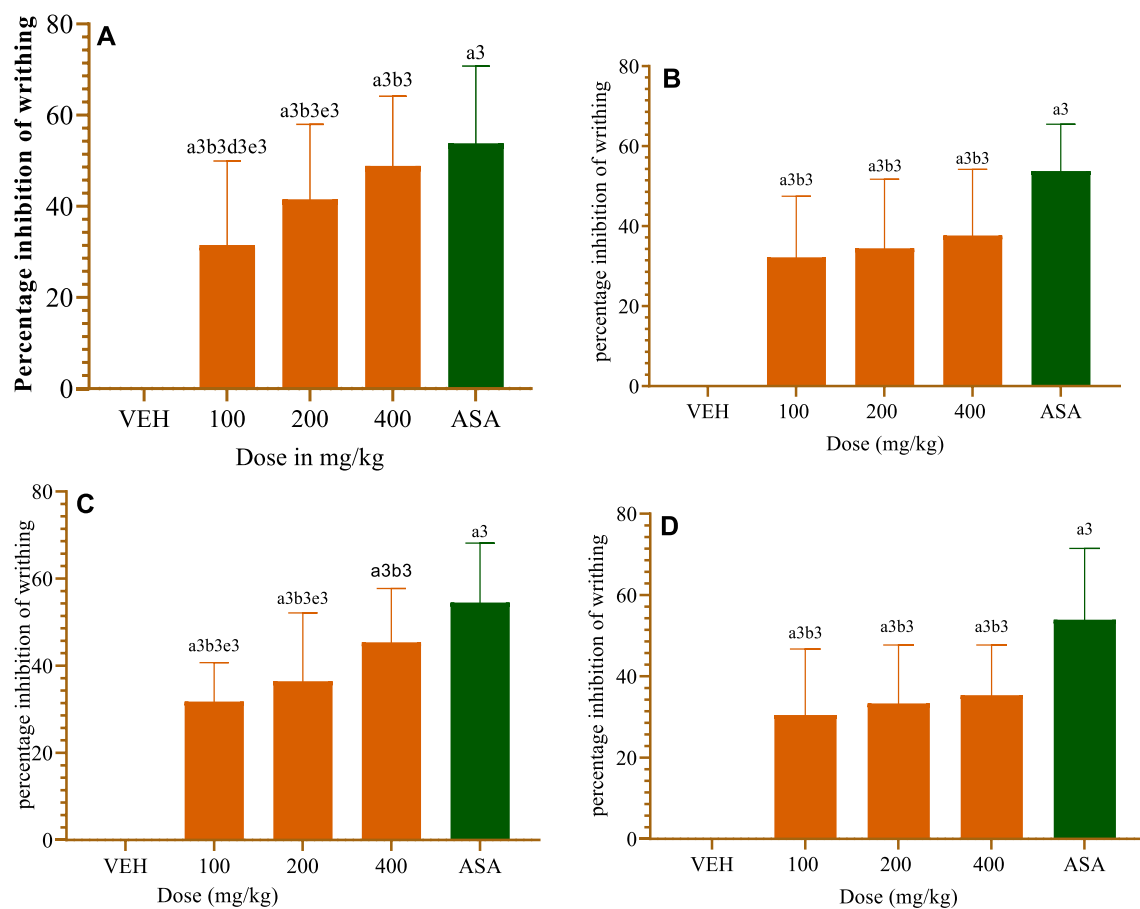 A
Percentage inhibition of writhing
80
60
40
20
0
a3b3d3e3
a3b3e3
a3b3
a3
VEH 100 200 400 ASA
Dose in mg/kg
B
percentage inhibition of writhing
80
60
40
20
0
a3b3
a3b3
a3b3
a3
VEH 100 200 400 ASA
Dose (mg/kg)
C
percentage inhibition of writhing
80
60
40
20
0
a3b3e3
a3b3e3
a3b3
a3
VEH 100 200 400 ASA
Dose (mg/kg)
D
percentage inhibition of writhing
80
60
40
20
0
a3b3
a3b3
a3b3
a3
VEH 100 200 400 ASA
Dose (mg/kg)